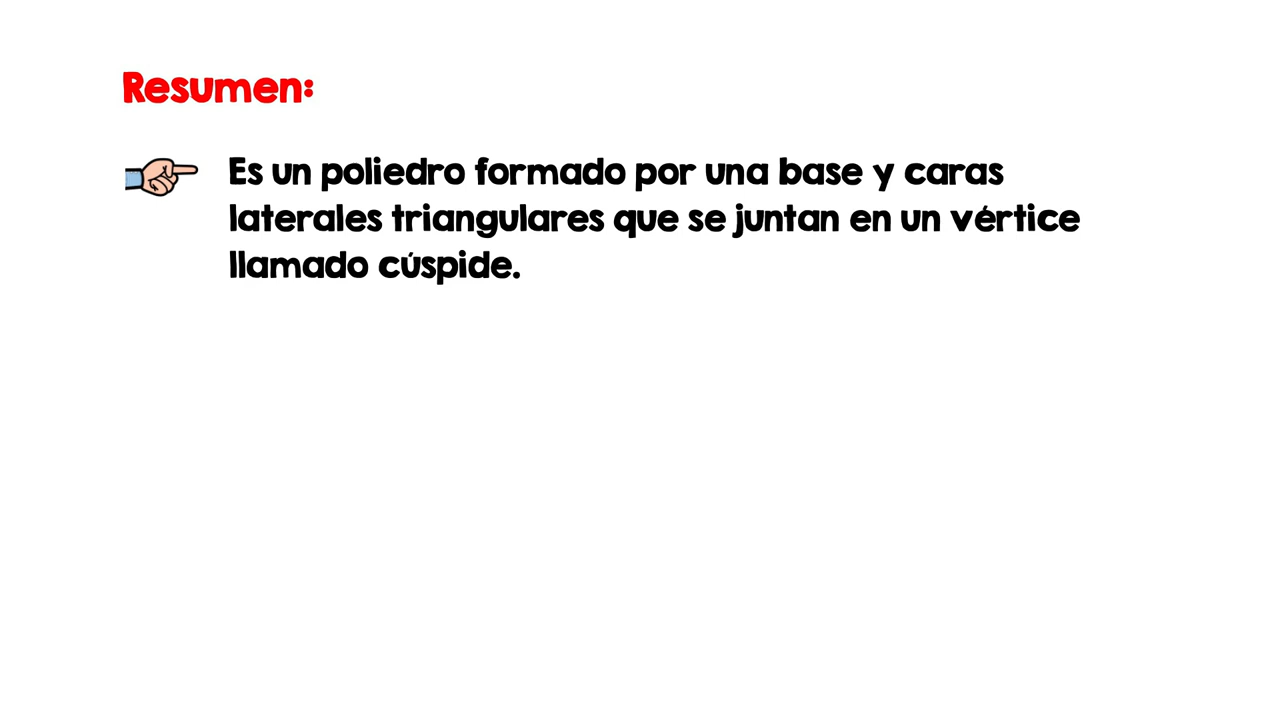 Resumen:
Es un poliedro formado por una base y caras
laterales triangulares que se juntan en un vértice
llamado cúspide.